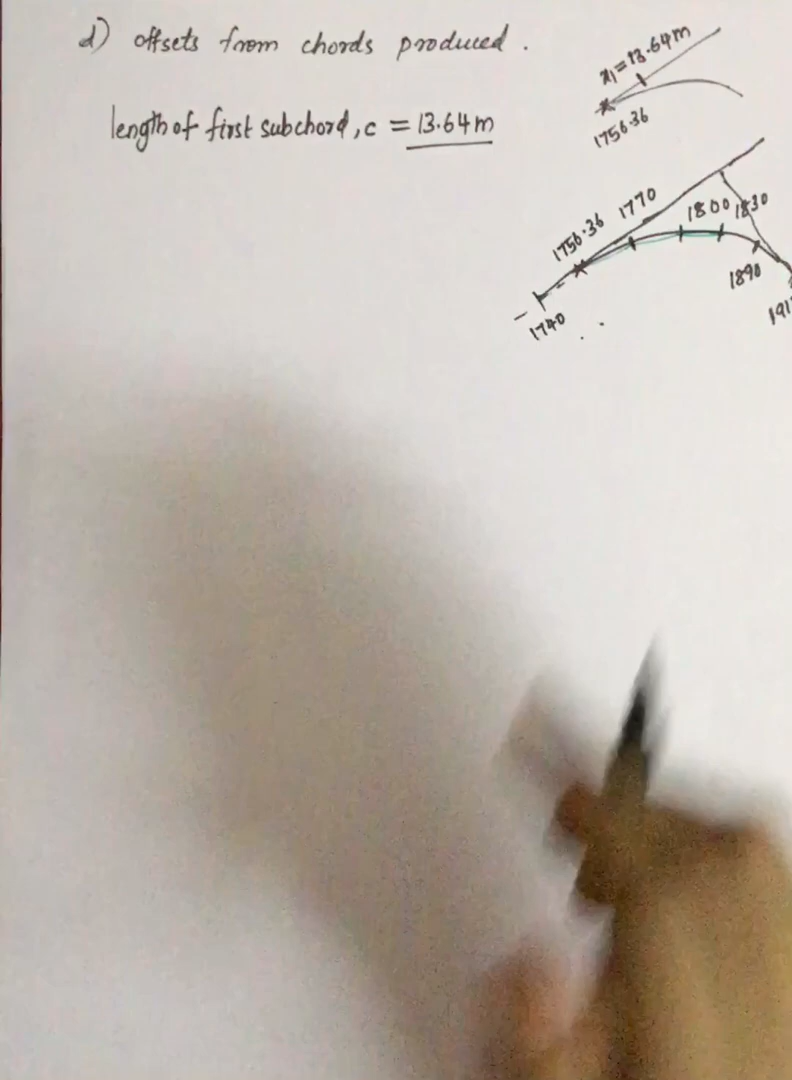 d) offsets from chords produced.
x₁=13.64m
1756.36
length of first subchord, c = 13.64m
1756.36 1770 1800 1830
1740 1890